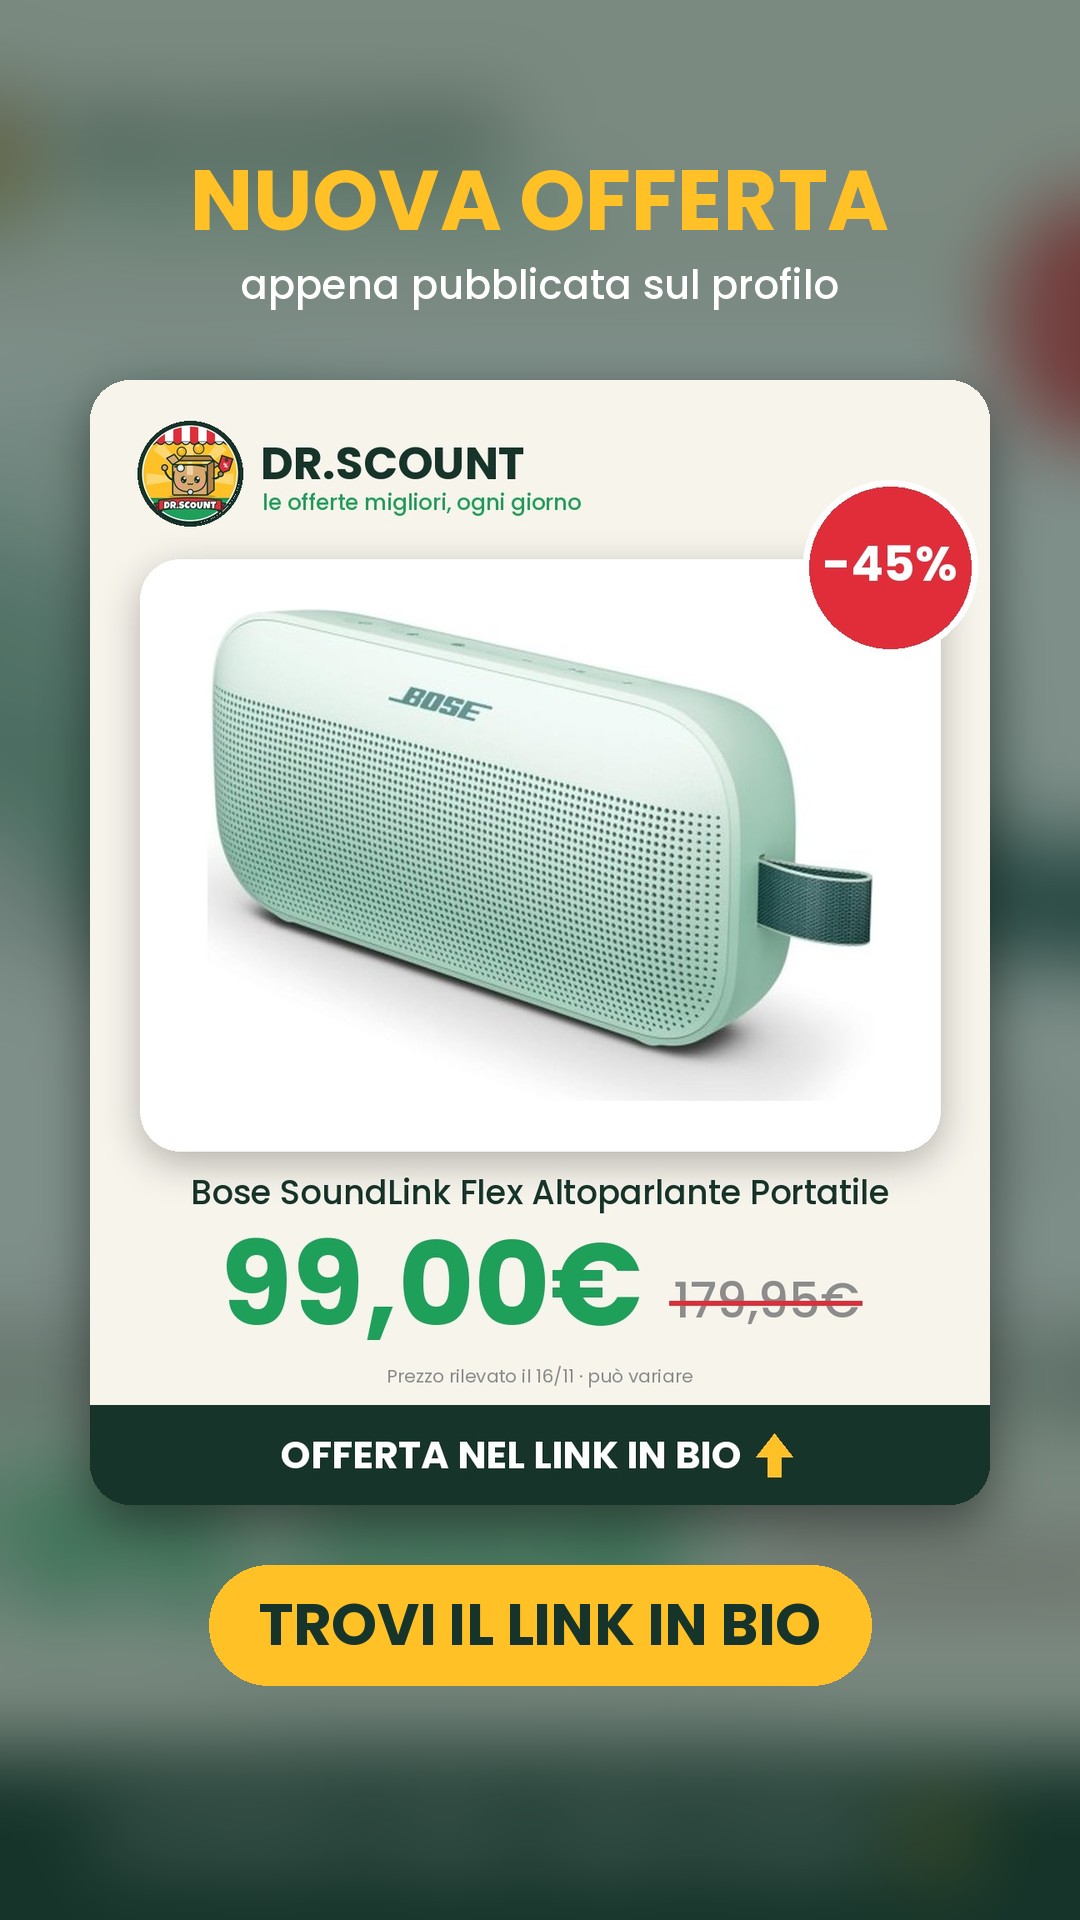 NUOVA OFFERTA
appena pubblicata sul profilo
DR.SCOUNT
DR.SCOUNT
le offerte migliori, ogni giorno
-45%
BOSE
Bose SoundLink Flex Altoparlante Portatile
99,00€ 179,95€
Prezzo rilevato il 16/11 · può variare
OFFERTA NEL LINK IN BIO
TROVI IL LINK IN BIO